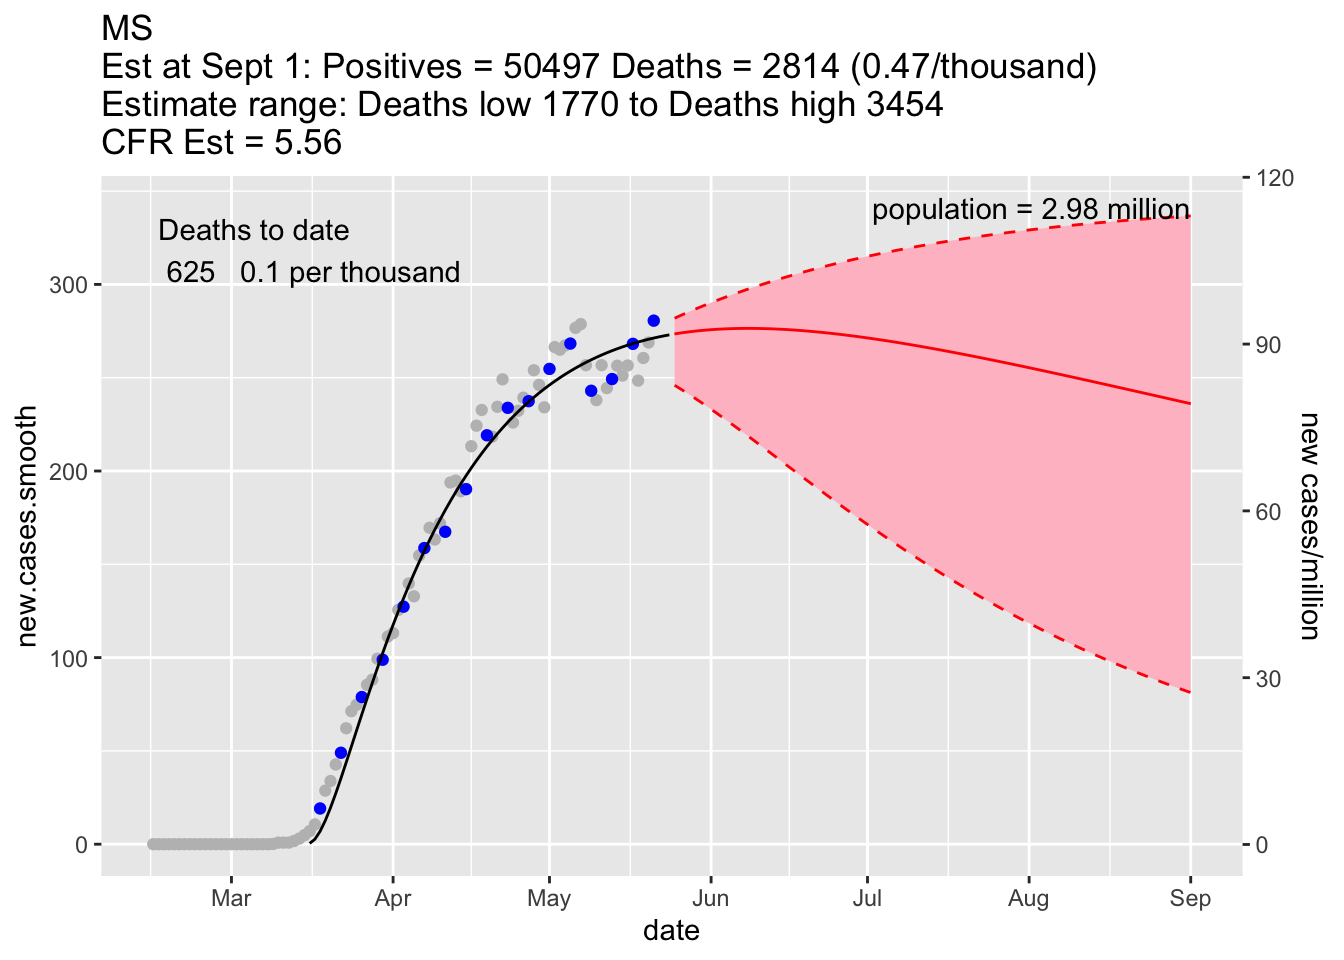 MS
Est at Sept 1: Positives = 50497 Deaths = 2814 (0.47/thousand)
Estimate range: Deaths low 1770 to Deaths high 3454
CFR Est = 5.56
population = 2.98 million
Deaths to date
625 0.1 per thousand
new.cases.smooth
300
200
100
0
120
90
60
30
0
new cases/million
Mar Apr May Jun Jul Aug Sep
date